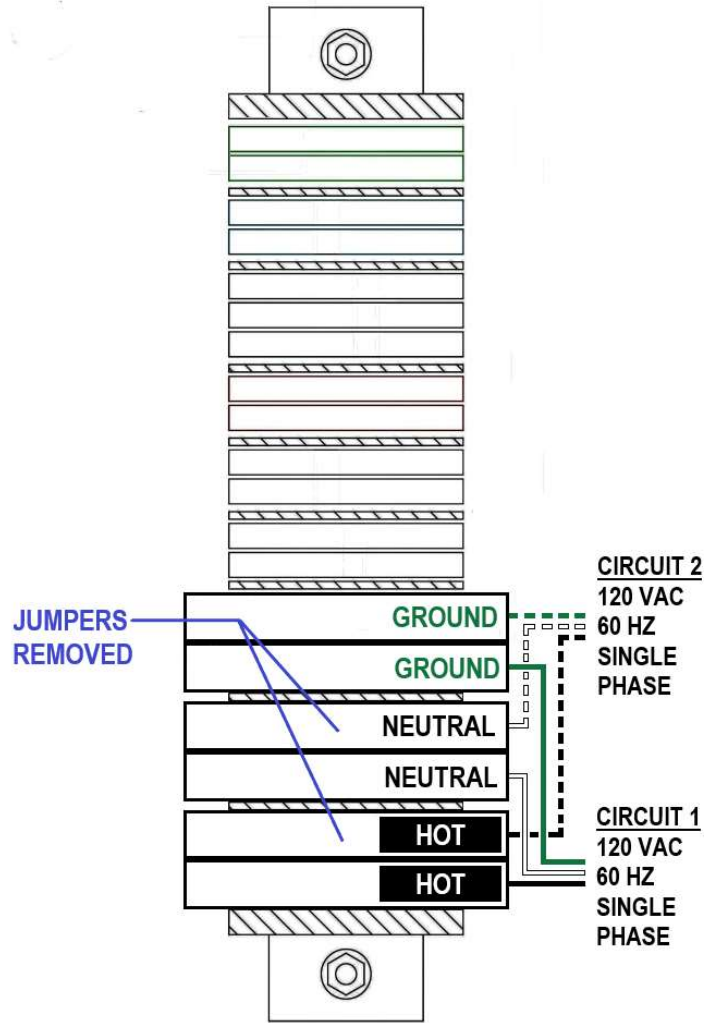 JUMPERS
REMOVED
GROUND
GROUND
NEUTRAL
NEUTRAL
HOT
HOT
CIRCUIT 2
120 VAC
60 HZ
SINGLE
PHASE
CIRCUIT 1
120 VAC
60 HZ
SINGLE
PHASE